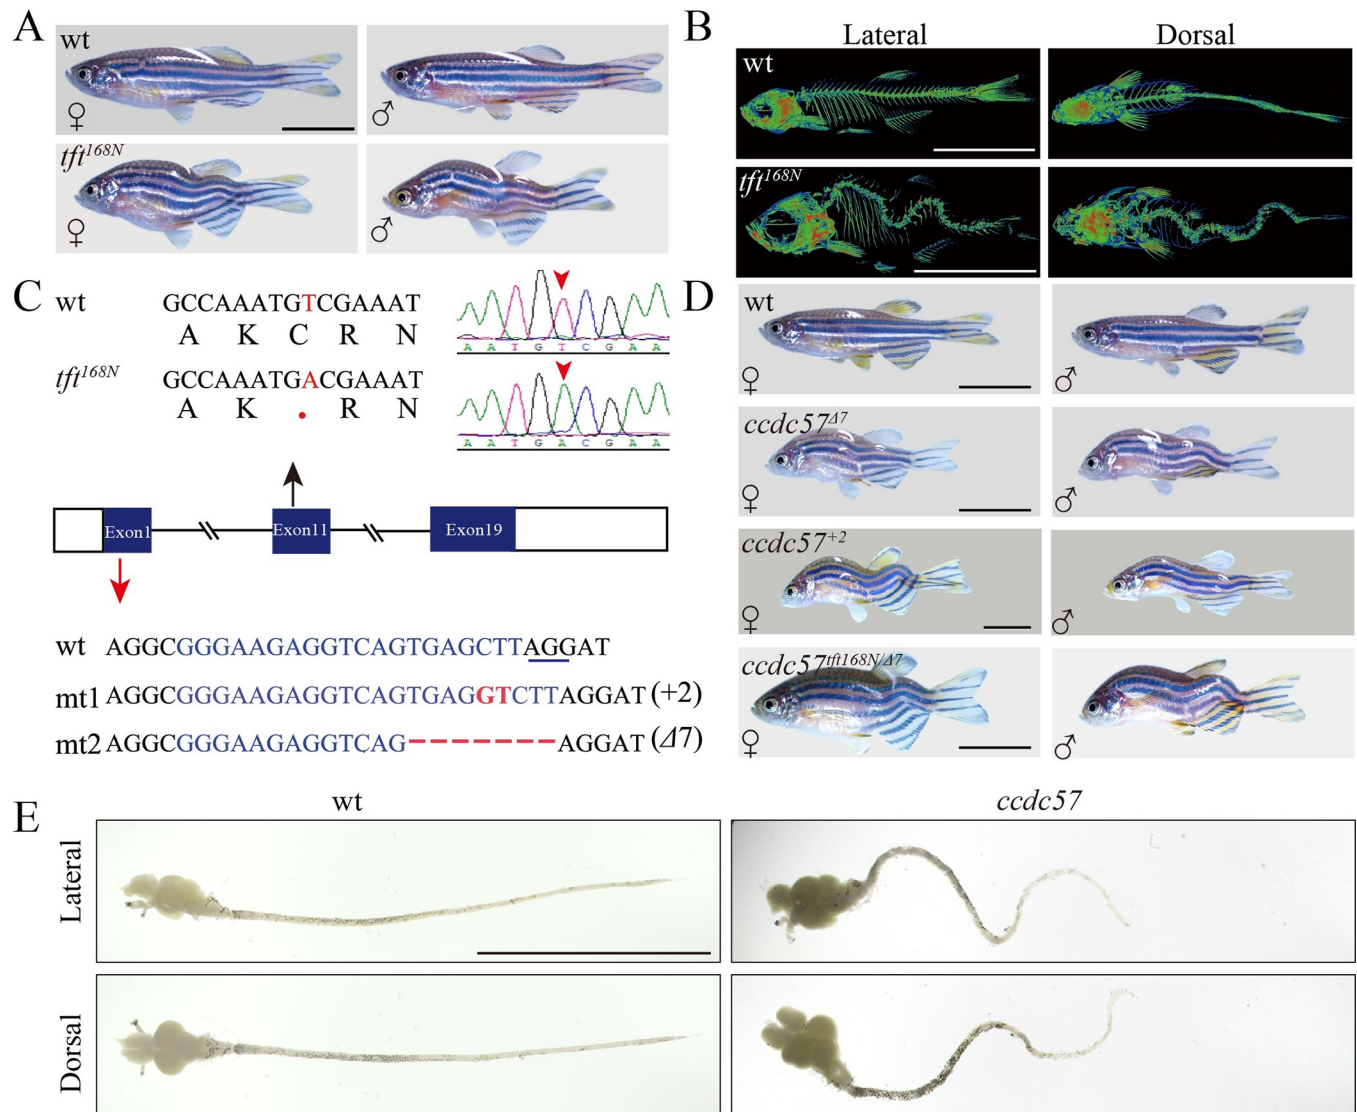 A
wt
♀
♂
tft168N
♀
♂
B
Lateral
Dorsal
wt
tft168N
C
wt
GCCAAATGTCGAAAT
A K C R N
A A T G T C G A A
tft168N
GCCAAATGACGAAAT
A K . R N
A A T G A C G A A
Exon1
Exon11
Exon19
wt AGGCGGGAAGAGGTCAGTGAGCTTAGGAT
mt1 AGGCGGGAAGAGGTCAGTGAGGTCTTAGGAT (+2)
mt2 AGGCGGGAAGAGGTCAG-------AGGAT (Δ7)
D
wt
♀
♂
ccdc57Δ7
♀
♂
ccdc57+2
♀
♂
ccdc57tft168N/Δ7
♀
♂
E
wt
ccdc57
Lateral
Dorsal